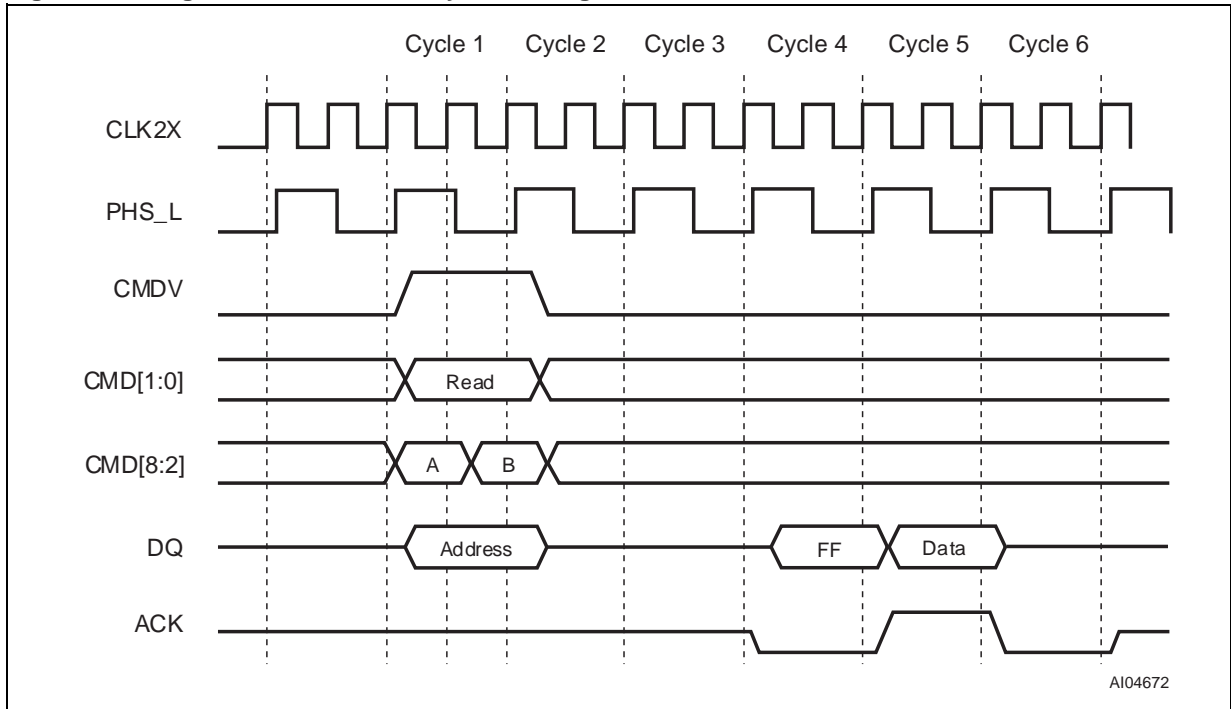 Cycle 1 Cycle 2 Cycle 3 Cycle 4 Cycle 5 Cycle 6
CLK2X
PHS_L
CMDV
CMD[1:0] Read
CMD[8:2] A B
DQ Address FF Data
ACK
AI04672